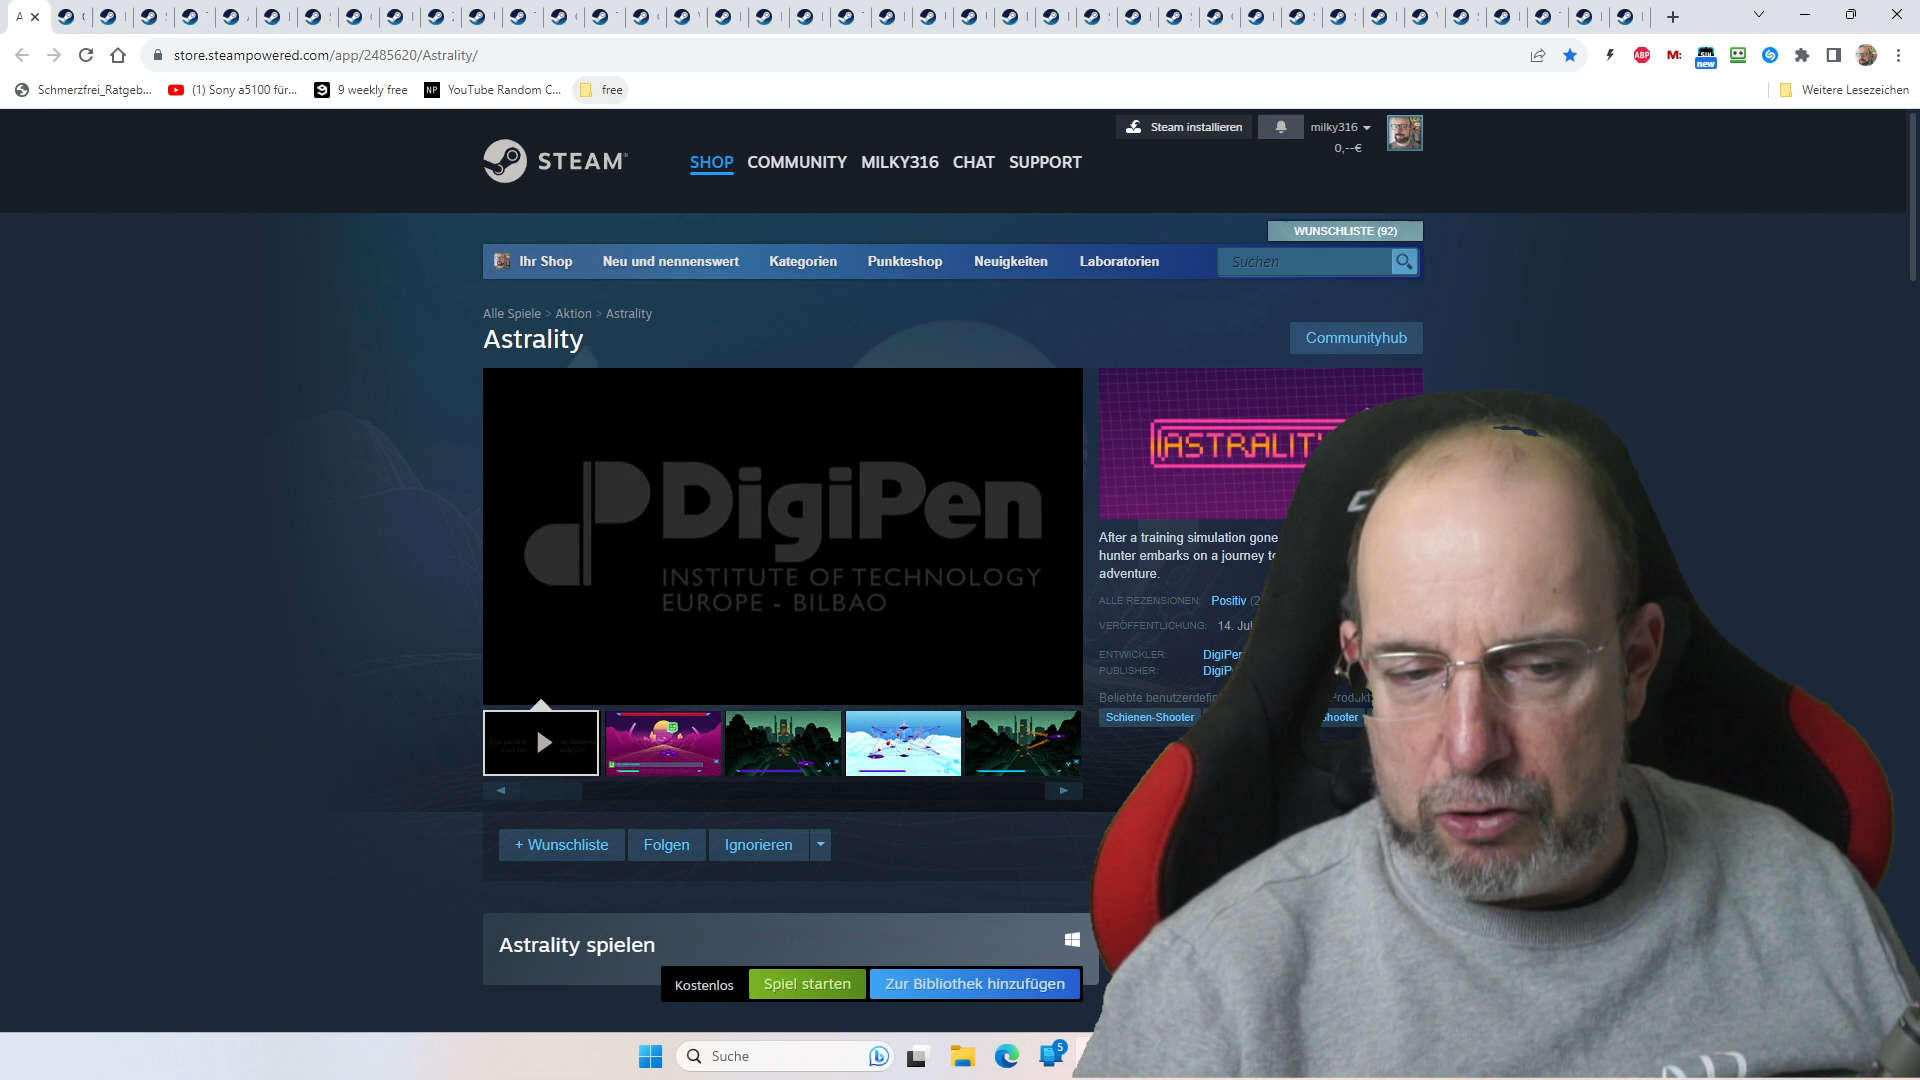 store.steampowered.com/app/2485620/Astrality/
ABP
M:
new
Schmerzfrei_Ratgeb...
(1) Sony a5100 für...
9 weekly free
NP
YouTube Random C...
free
Weitere Lesezeichen
Steam installieren
milky316
0,--€
STEAM
SHOP
COMMUNITY
MILKY316
CHAT
SUPPORT
WUNSCHLISTE (92)
Ihr Shop
Neu und nennenswert
Kategorien
Punkteshop
Neuigkeiten
Laboratorien
Suchen
Alle Spiele > Aktion > Astrality
Astrality
Communityhub
DigiPen
INSTITUTE OF TECHNOLOGY
EUROPE - BILBAO
After a training simulation gone
hunter embarks on a journey
adventure.
ALLE REZENSIONEN: Positiv
VERÖFFENTLICHUNG: 14.
ENTWICKLER:
PUBLISHER:
Schienen-Shooter
+ Wunschliste
Folgen
Ignorieren
Astrality spielen
Kostenlos
Spiel starten
Zur Bibliothek hinzufügen
Suche
5